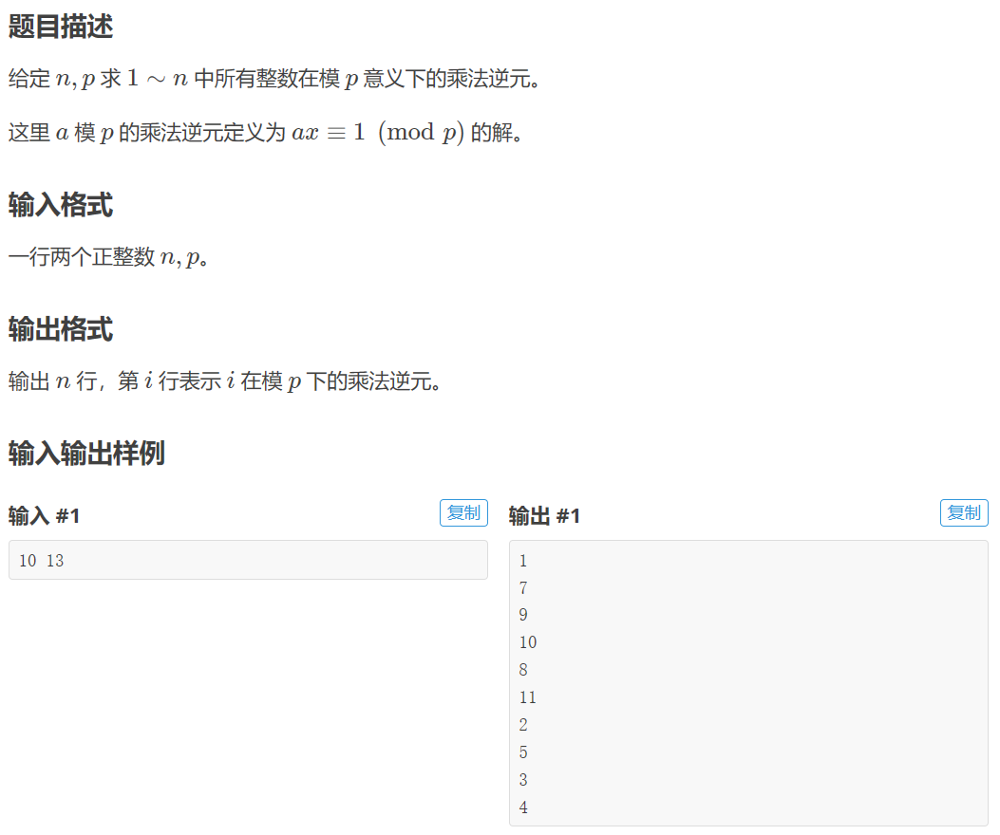 题目描述
给定 n, p 求 1 ∼ n 中所有整数在模 p 意义下的乘法逆元。
这里 a 模 p 的乘法逆元定义为 ax ≡ 1 (mod p) 的解。
输入格式
一行两个正整数 n, p。
输出格式
输出 n 行，第 i 行表示 i 在模 p 下的乘法逆元。
输入输出样例
输入 #1
复制
10 13
输出 #1
复制
1
7
9
10
8
11
2
5
3
4